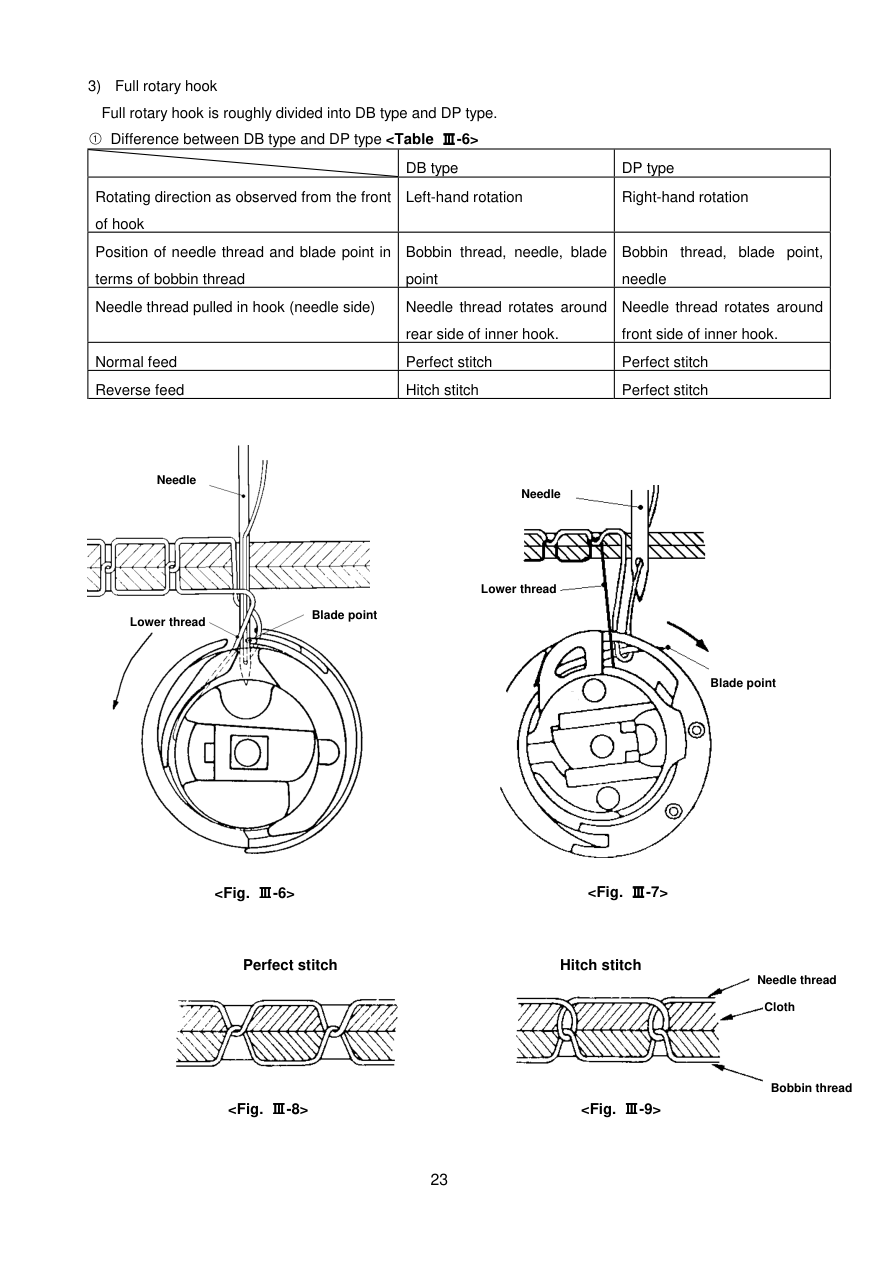 3) Full rotary hook
Full rotary hook is roughly divided into DB type and DP type.
① Difference between DB type and DP type <Table Ⅲ-6>
DB type DP type
Rotating direction as observed from the front Left-hand rotation Right-hand rotation
of hook
Position of needle thread and blade point in Bobbin thread, needle, blade Bobbin thread, blade point,
terms of bobbin thread point needle
Needle thread pulled in hook (needle side) Needle thread rotates around Needle thread rotates around
rear side of inner hook. front side of inner hook.
Normal feed Perfect stitch Perfect stitch
Reverse feed Hitch stitch Perfect stitch
Needle
Lower thread
Blade point
<Fig. Ⅲ-6>
Needle
Lower thread
Blade point
<Fig. Ⅲ-7>
Perfect stitch
<Fig. Ⅲ-8>
Hitch stitch
Needle thread
Cloth
Bobbin thread
<Fig. Ⅲ-9>
23